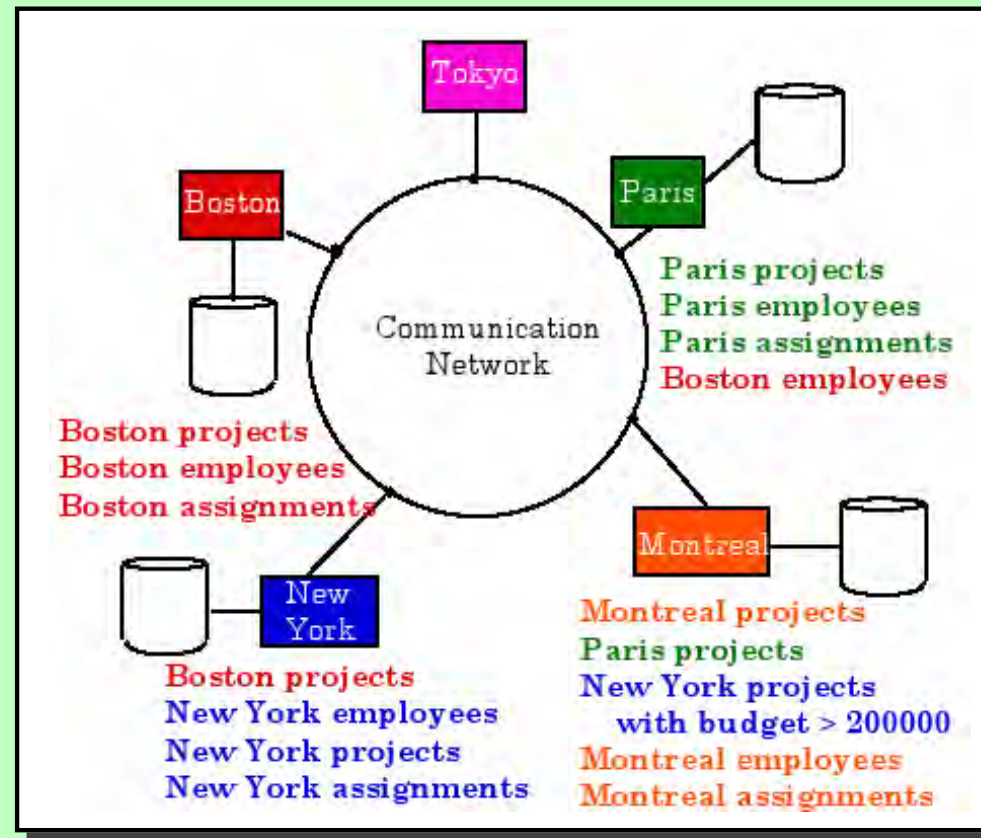 Tokyo
Boston
Paris
Communication
Network
Paris projects
Paris employees
Paris assignments
Boston employees
Boston projects
Boston employees
Boston assignments
New
York
Montreal
Boston projects
New York employees
New York projects
New York assignments
Montreal projects
Paris projects
New York projects
with budget > 200000
Montreal employees
Montreal assignments